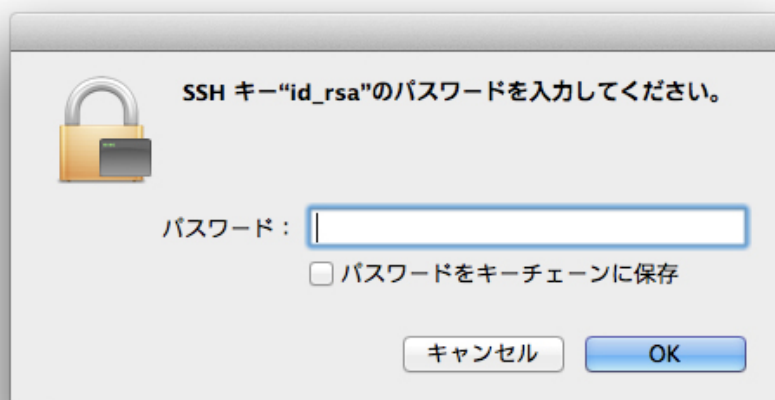 SSH キー“id_rsa”のパスワードを入力してください。
パスワード：
パスワードをキーチェーンに保存
キャンセル
OK